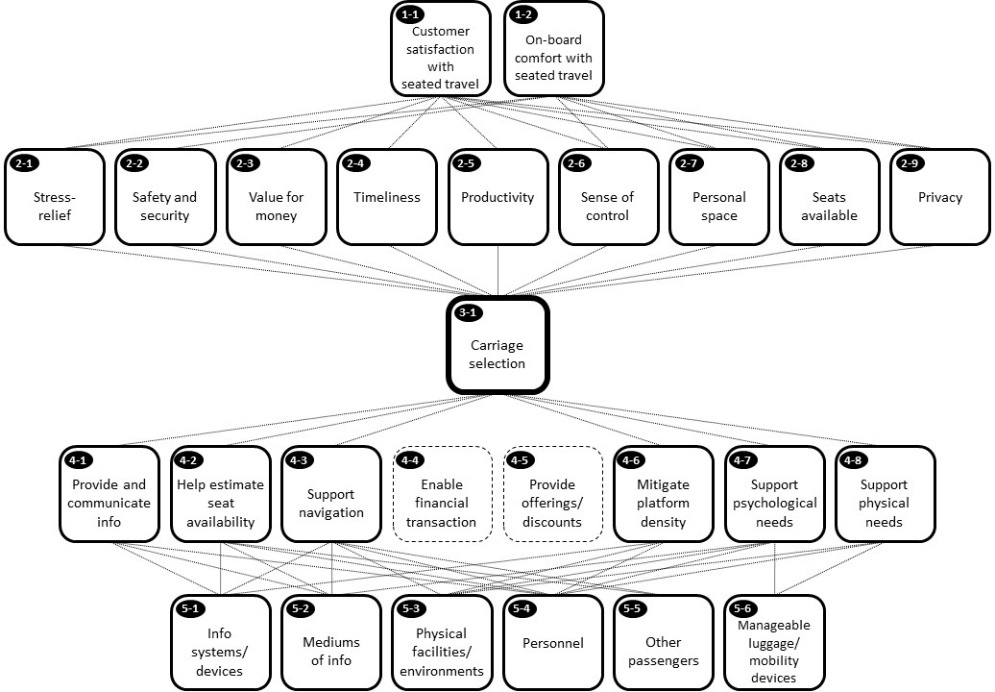 1-1
Customer
satisfaction
with
seated travel
1-2
On-board
comfort with
seated travel
2-1
Stress-
relief
2-2
Safety and
security
2-3
Value for
money
2-4
Timeliness
2-5
Productivity
2-6
Sense of
control
2-7
Personal
space
2-8
Seats
available
2-9
Privacy
3-1
Carriage
selection
4-1
Provide and
communicate
info
4-2
Help estimate
seat
availability
4-3
Support
navigation
4-4
Enable
financial
transaction
4-5
Provide
offerings/
discounts
4-6
Mitigate
platform
density
4-7
Support
psychological
needs
4-8
Support
physical
needs
5-1
Info
systems/
devices
5-2
Mediums
of info
5-3
Physical
facilities/
environments
5-4
Personnel
5-5
Other
passengers
5-6
Manageable
luggage/
mobility
devices